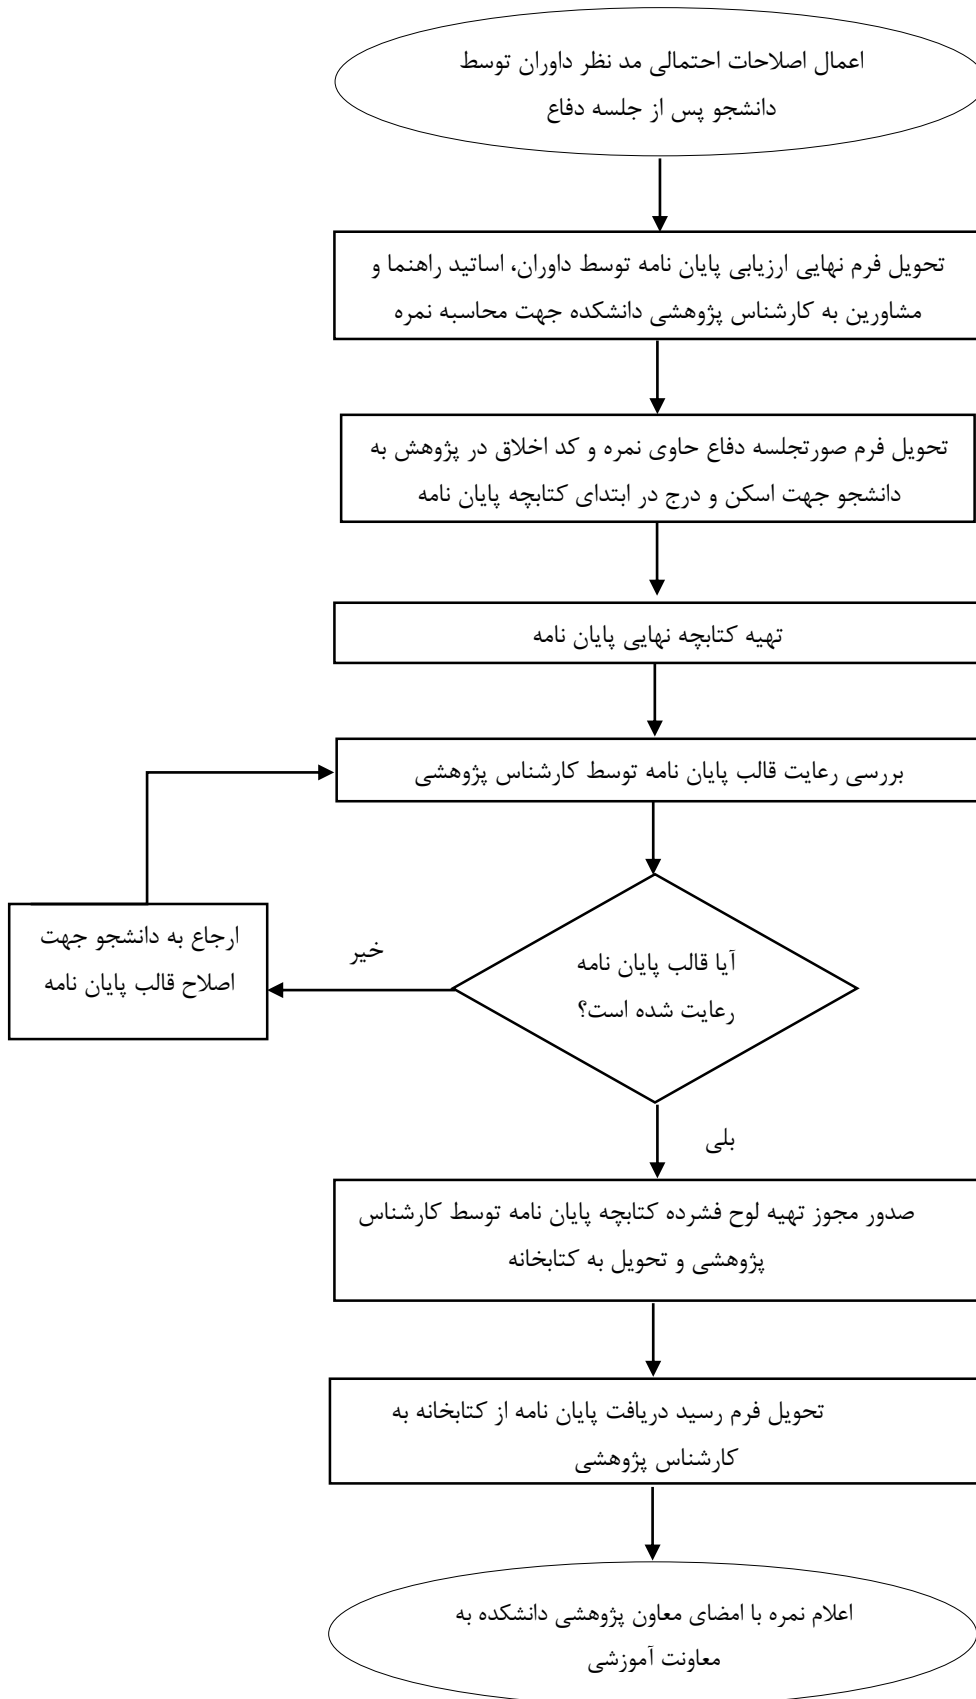 اعمال اصلاحات احتمالی مد نظر داوران توسط
دانشجو پس از جلسه دفاع
تحویل فرم نهایی ارزیابی پایان نامه توسط داوران، اساتید راهنما و
مشاورین به کارشناس پژوهشی دانشکده جهت محاسبه نمره
تحویل فرم صورتجلسه دفاع حاوی نمره و کد اخلاق در پژوهش به
دانشجو جهت اسکن و درج در ابتدای کتابچه پایان نامه
تهیه کتابچه نهایی پایان نامه
بررسی رعایت قالب پایان نامه توسط کارشناس پژوهشی
آیا قالب پایان نامه
رعایت شده است؟
خیر
ارجاع به دانشجو جهت
اصلاح قالب پایان نامه
بلی
صدور مجوز تهیه لوح فشرده کتابچه پایان نامه توسط کارشناس
پژوهشی و تحویل به کتابخانه
تحویل فرم رسید دریافت پایان نامه از کتابخانه به
کارشناس پژوهشی
اعلام نمره با امضای معاون پژوهشی دانشکده به
معاونت آموزشی